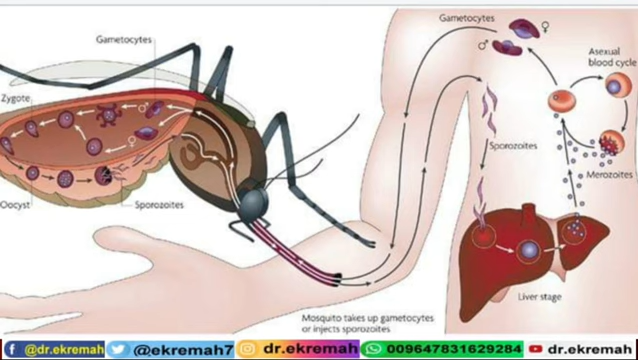 Gametocytes
Gametocytes
♀
♂
Asexual
blood cycle
Zygote
♂
♀
Sporozoites
Merozoites
Oocyst
Sporozoites
Liver stage
Mosquito takes up gametocytes
or injects sporozoites
@dr.ekremah
@ekremah7
dr.ekremah
009647831629284
dr.ekremah